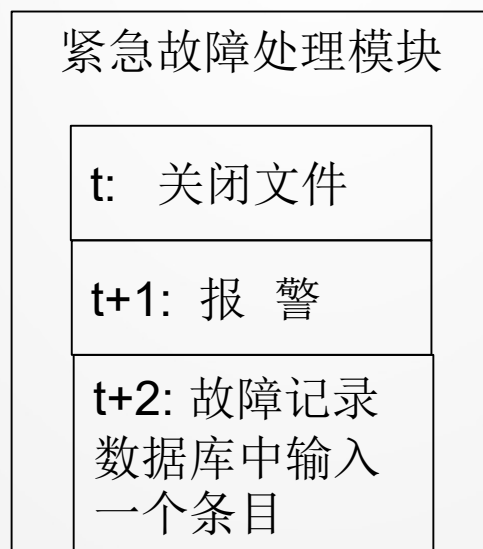 紧急故障处理模块
t: 关闭文件
t+1: 报 警
t+2: 故障记录
数据库中输入
一个条目